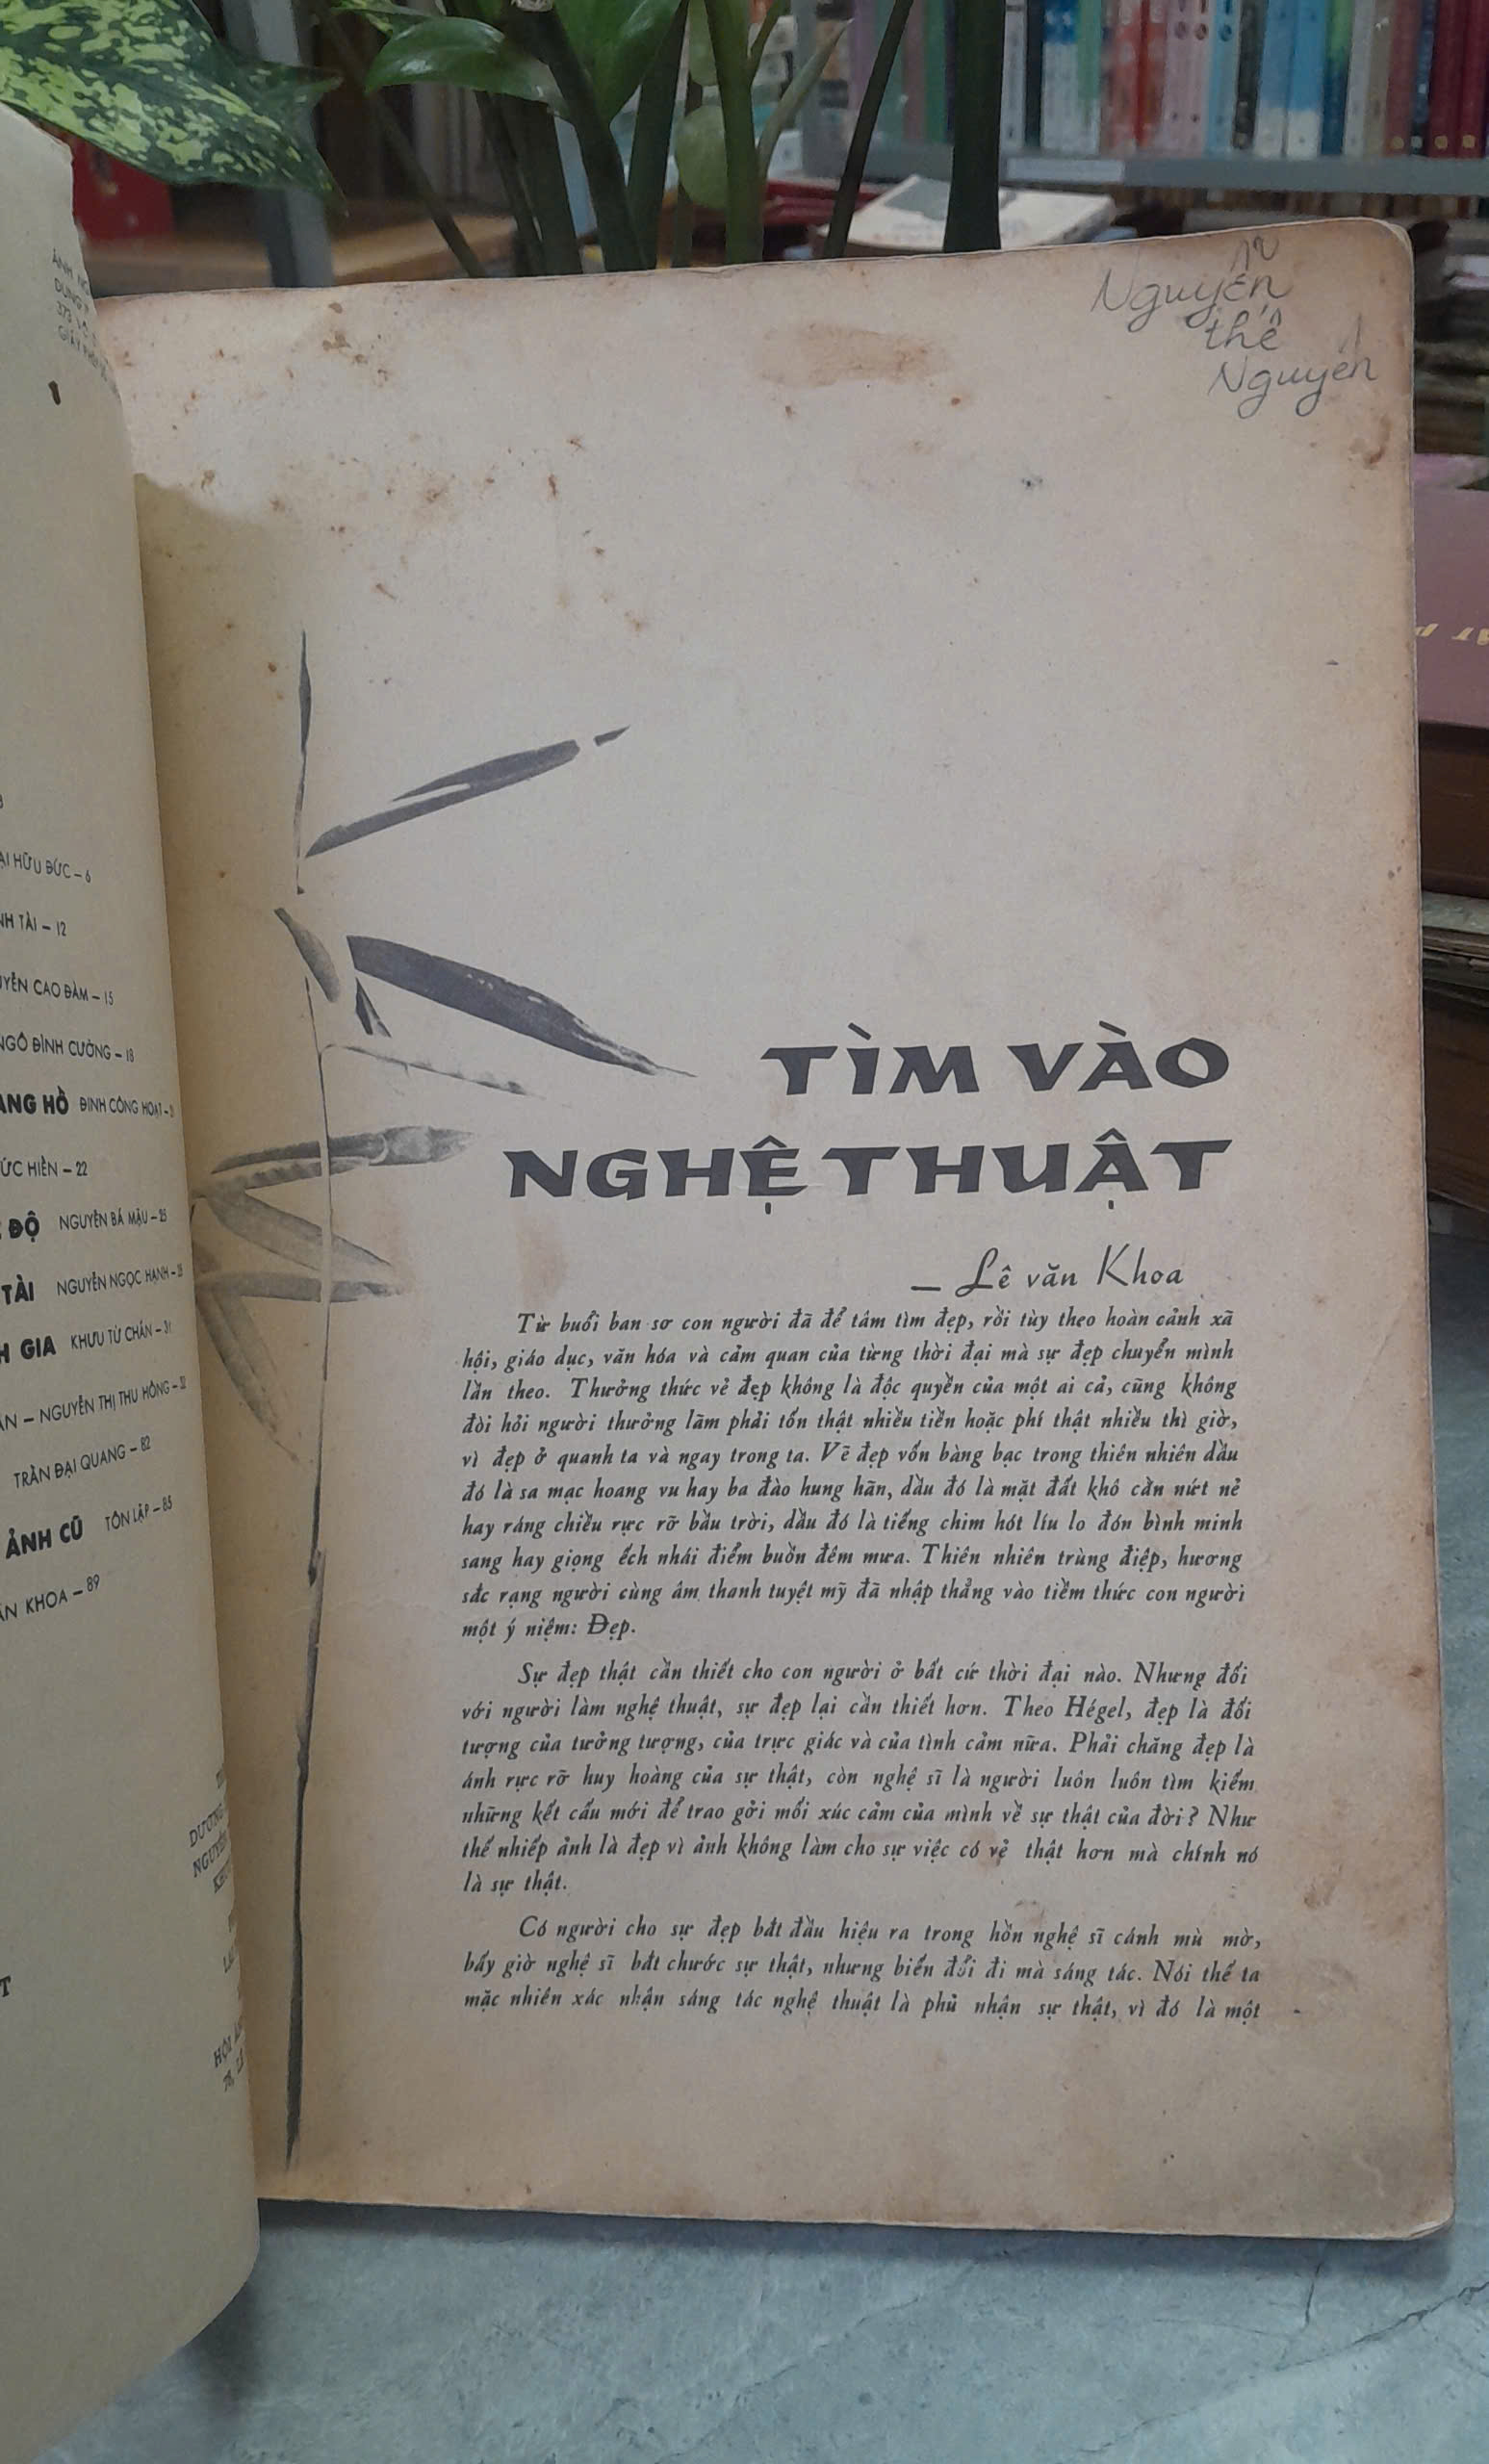 1
HỮU ĐỨC – 6
TÀI – 12
CAO ĐÀM – 15
NGÔ ĐÌNH CƯỜNG – 18
HỒ ĐINH CÔNG HOẠT –
HIỀN – 22
ĐỘ NGUYỄN BÁ MẬU – 25
TÀI NGUYỄN NGỌC HẠNH –
GIA KHƯU TỪ CHẤN – 31
– NGUYỄN THỊ THU HỒNG – 32
TRẦN ĐẠI QUANG – 82
ẢNH CŨ TÔN LẬP – 85
KHOA – 89
Nguyễn
thế
Nguyên
TÌM VÀO
NGHỆ THUẬT
— Lê văn Khoa
Từ buổi ban sơ con người đã để tâm tìm đẹp, rồi tùy theo hoàn cảnh xã
hội, giáo dục, văn hóa và cảm quan của từng thời đại mà sự đẹp chuyển mình
lần theo. Thưởng thức vẻ đẹp không là độc quyền của một ai cả, cũng không
đòi hỏi người thưởng lãm phải tốn thật nhiều tiền hoặc phí thật nhiều thì giờ,
vì đẹp ở quanh ta và ngay trong ta. Vẽ đẹp vốn bàng bạc trong thiên nhiên dầu
đó là sa mạc hoang vu hay ba đào hung hãn, dầu đó là mặt đất khô cằn nứt nẻ
hay ráng chiều rực rỡ bầu trời, dầu đó là tiếng chim hót líu lo đón bình minh
sang hay giọng ếch nhái điểm buồn đêm mưa. Thiên nhiên trùng điệp, hương
sắc rạng người cùng âm thanh tuyệt mỹ đã nhập thẳng vào tiềm thức con người
một ý niệm: Đẹp.
Sự đẹp thật cần thiết cho con người ở bất cứ thời đại nào. Nhưng đối
với người làm nghệ thuật, sự đẹp lại cần thiết hơn. Theo Hégel, đẹp là đối
tượng của tưởng tượng, của trực giác và của tình cảm nữa. Phải chăng đẹp là
ánh rực rỡ huy hoàng của sự thật, còn nghệ sĩ là người luôn luôn tìm kiếm
những kết cấu mới để trao gởi mối xúc cảm của mình về sự thật của đời? Như
thế nhiếp ảnh là đẹp vì ảnh không làm cho sự việc có vẻ thật hơn mà chính nó
là sự thật.
Có người cho sự đẹp bắt đầu hiệu ra trong hồn nghệ sĩ cánh mù mờ,
bấy giờ nghệ sĩ bắt chước sự thật, nhưng biến đổi đi mà sáng tác. Nói thế ta
mặc nhiên xác nhận sáng tác nghệ thuật là phủ nhận sự thật, vì đó là một